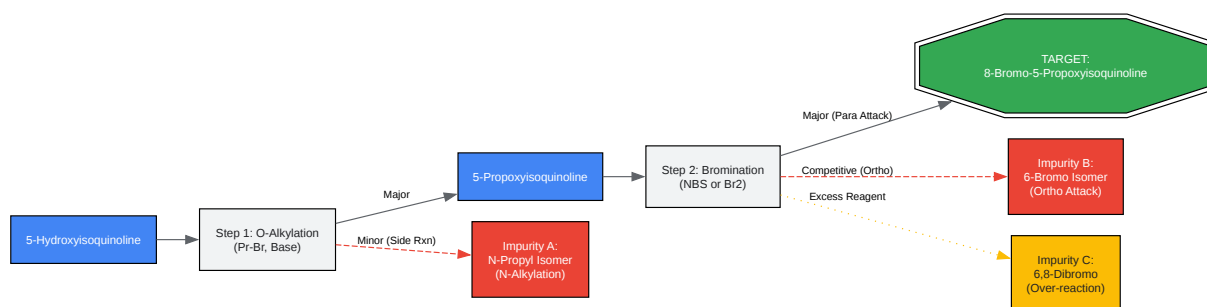 5-Hydroxyisoquinoline
Step 1: O-Alkylation
(Pr-Br, Base)
Major
Minor (Side Rxn)
5-Propoxyisoquinoline
Impurity A:
N-Propyl Isomer
(N-Alkylation)
Step 2: Bromination
(NBS or Br2)
Major (Para Attack)
Competitive (Ortho)
Excess Reagent
TARGET:
8-Bromo-5-Propoxyisoquinoline
Impurity B:
6-Bromo Isomer
(Ortho Attack)
Impurity C:
6,8-Dibromo
(Over-reaction)